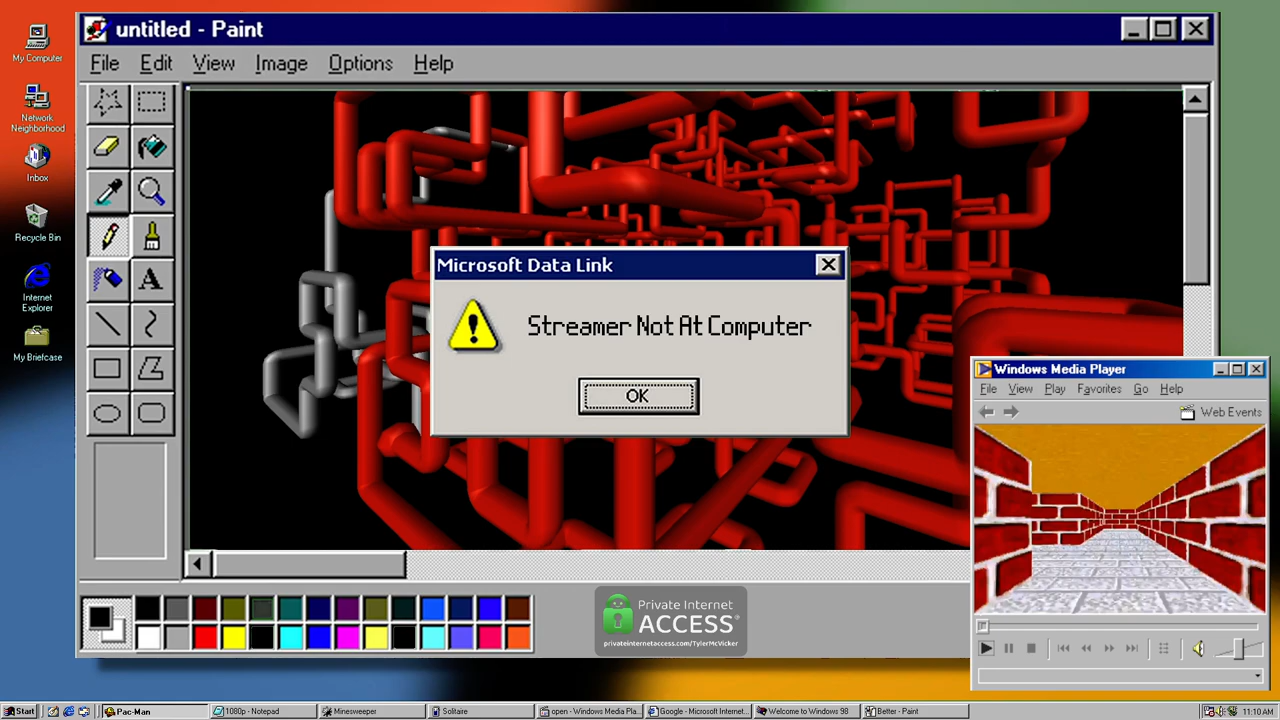 My Computer
Network
Neighborhood
Inbox
Recycle Bin
Internet
Explorer
My Briefcase
untitled - Paint
File Edit View Image Options Help
A
Microsoft Data Link
Streamer Not At Computer
OK
Windows Media Player
File View Play Favorites Go Help
Web Events
Private Internet
ACCESS®
privateinternetaccess.com/TylerMcVicker
Start Pac-Man 1080p - Notepad Minesweeper Solitaire open - Windows Media Pla... Google - Microsoft Internet... Welcome to Windows 98 Better - Paint 11:10 AM